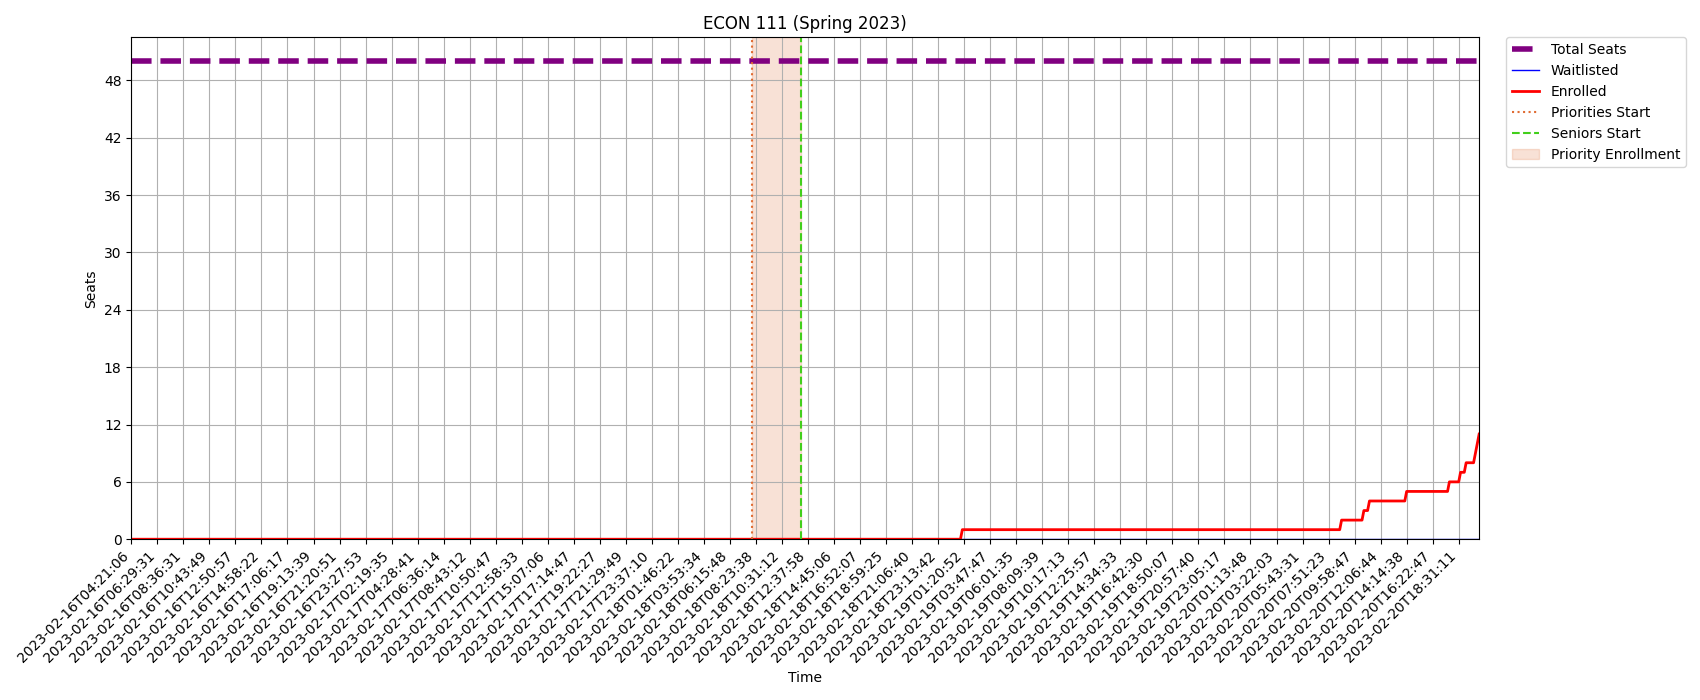 ECON 111 (Spring 2023)
Total Seats
Waitlisted
Enrolled
Priorities Start
Seniors Start
Priority Enrollment
Seats
48
42
36
30
24
18
12
6
0
2023-02-16T04:21:06
2023-02-16T06:29:31
2023-02-16T08:36:31
2023-02-16T10:43:49
2023-02-16T12:50:57
2023-02-16T14:58:22
2023-02-16T17:06:17
2023-02-16T19:13:39
2023-02-16T21:20:51
2023-02-16T23:27:53
2023-02-17T02:19:35
2023-02-17T04:28:41
2023-02-17T06:36:14
2023-02-17T08:43:12
2023-02-17T10:50:47
2023-02-17T12:58:33
2023-02-17T15:07:06
2023-02-17T17:14:47
2023-02-17T19:22:27
2023-02-17T21:29:49
2023-02-17T23:37:10
2023-02-18T01:46:22
2023-02-18T03:53:34
2023-02-18T06:15:48
2023-02-18T08:23:38
2023-02-18T10:31:12
2023-02-18T12:37:58
2023-02-18T14:45:06
2023-02-18T16:52:07
2023-02-18T18:59:25
2023-02-18T21:06:40
2023-02-18T23:13:42
2023-02-19T01:20:52
2023-02-19T03:47:47
2023-02-19T06:01:35
2023-02-19T08:09:39
2023-02-19T10:17:13
2023-02-19T12:25:57
2023-02-19T14:34:33
2023-02-19T16:42:30
2023-02-19T18:50:07
2023-02-19T20:57:40
2023-02-19T23:05:17
2023-02-20T01:13:48
2023-02-20T03:22:03
2023-02-20T05:43:31
2023-02-20T07:51:23
2023-02-20T09:58:47
2023-02-20T12:06:44
2023-02-20T14:14:38
2023-02-20T16:22:47
2023-02-20T18:31:11
Time